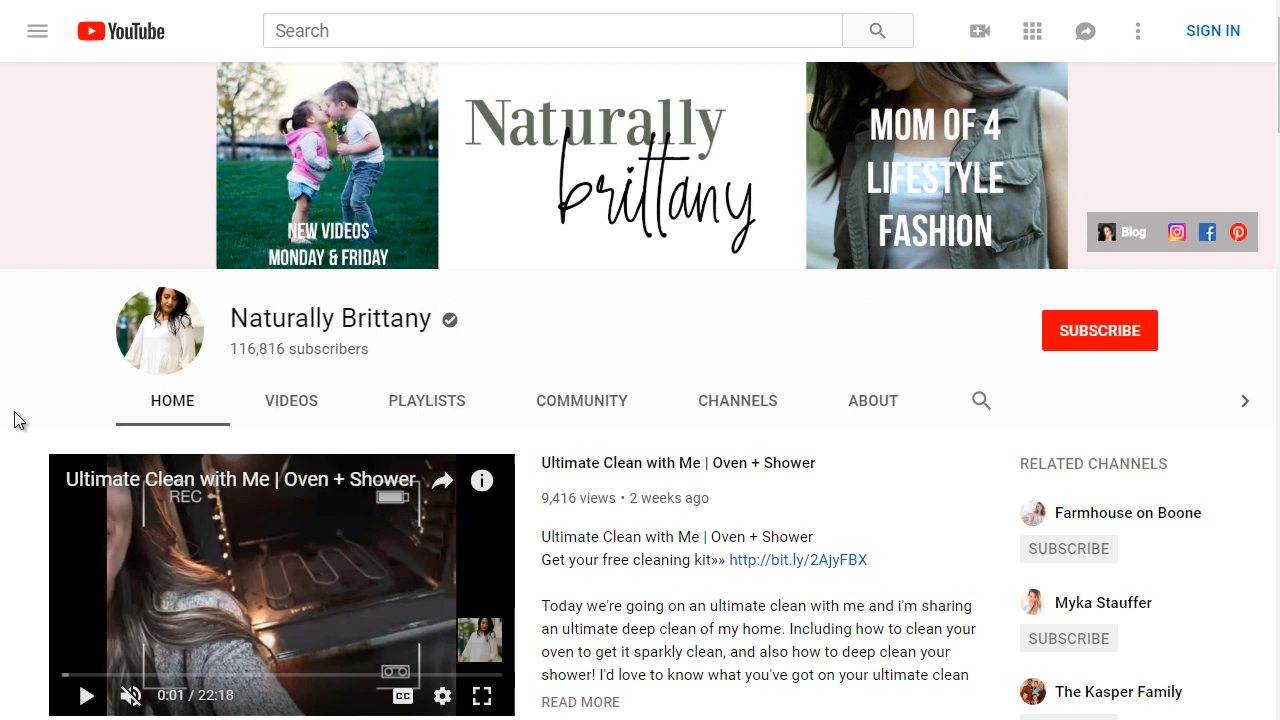 YouTube
Search
SIGN IN
NEW VIDEOS
MONDAY & FRIDAY
Naturally
brittany
MOM OF 4
LIFESTYLE
FASHION
Blog
Naturally Brittany
116,816 subscribers
SUBSCRIBE
HOME
VIDEOS
PLAYLISTS
COMMUNITY
CHANNELS
ABOUT
Ultimate Clean with Me | Oven + Shower
REC
0:01 / 22:18
CC
Ultimate Clean with Me | Oven + Shower
9,416 views • 2 weeks ago
Ultimate Clean with Me | Oven + Shower
Get your free cleaning kit»» http://bit.ly/2AjyFBX
Today we're going on an ultimate clean with me and i'm sharing
an ultimate deep clean of my home. Including how to clean your
oven to get it sparkly clean, and also how to deep clean your
shower! I'd love to know what you've got on your ultimate clean
READ MORE
RELATED CHANNELS
Farmhouse on Boone
SUBSCRIBE
Myka Stauffer
SUBSCRIBE
The Kasper Family